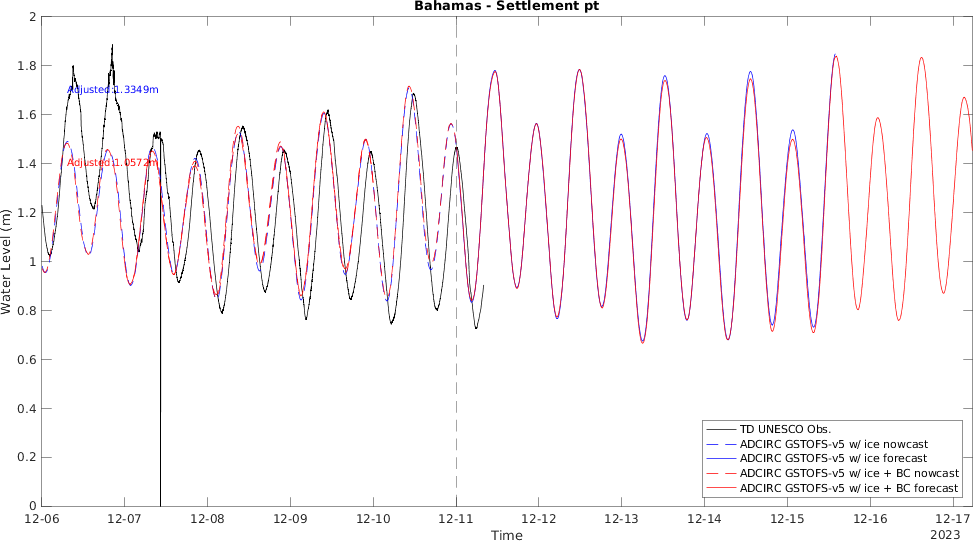 Bahamas - Settlement pt
2
1.8
1.6
1.4
1.2
1
0.8
0.6
0.4
0.2
0
Water Level (m)
Adjusted:1.3349m
Adjusted:1.0572m
TD UNESCO Obs.
ADCIRC GSTOFS-v5 w/ ice nowcast
ADCIRC GSTOFS-v5 w/ ice forecast
ADCIRC GSTOFS-v5 w/ ice + BC nowcast
ADCIRC GSTOFS-v5 w/ ice + BC forecast
12-06 12-07 12-08 12-09 12-10 12-11 12-12 12-13 12-14 12-15 12-16 12-17
Time
2023